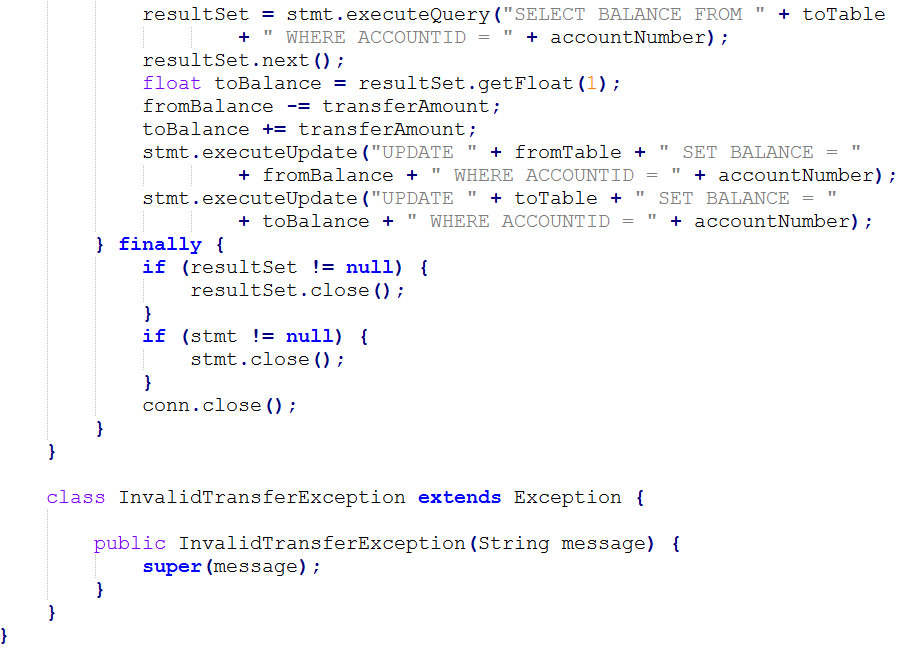 resultSet = stmt.executeQuery("SELECT BALANCE FROM " + toTable
+ " WHERE ACCOUNTID = " + accountNumber);
resultSet.next();
float toBalance = resultSet.getFloat(1);
fromBalance -= transferAmount;
toBalance += transferAmount;
stmt.executeUpdate("UPDATE " + fromTable + " SET BALANCE = "
+ fromBalance + " WHERE ACCOUNTID = " + accountNumber);
stmt.executeUpdate("UPDATE " + toTable + " SET BALANCE = "
+ toBalance + " WHERE ACCOUNTID = " + accountNumber);
} finally {
if (resultSet != null) {
resultSet.close();
}
if (stmt != null) {
stmt.close();
}
conn.close();
}
}
class InvalidTransferException extends Exception {
public InvalidTransferException(String message) {
super(message);
}
}
}